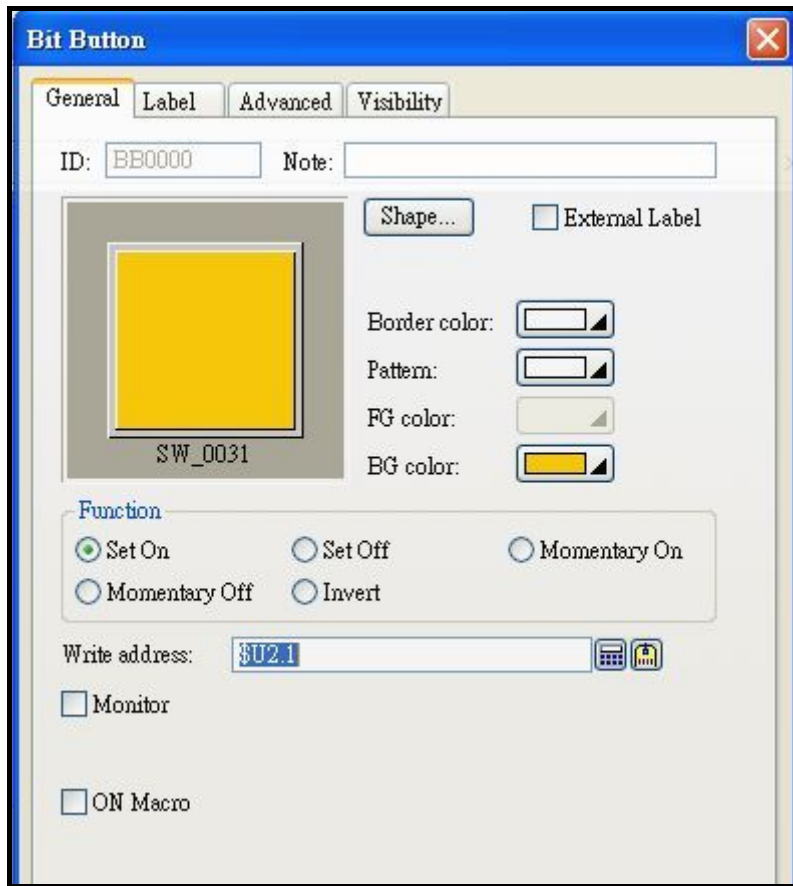 Bit Button
General Label Advanced Visibility
ID: BB0000 Note:
Shape... External Label
Border color:
Pattern:
FG color:
BG color:
SW_0031
Function
Set On Set Off Momentary On
Momentary Off Invert
Write address: $U2.1
Monitor
ON Macro